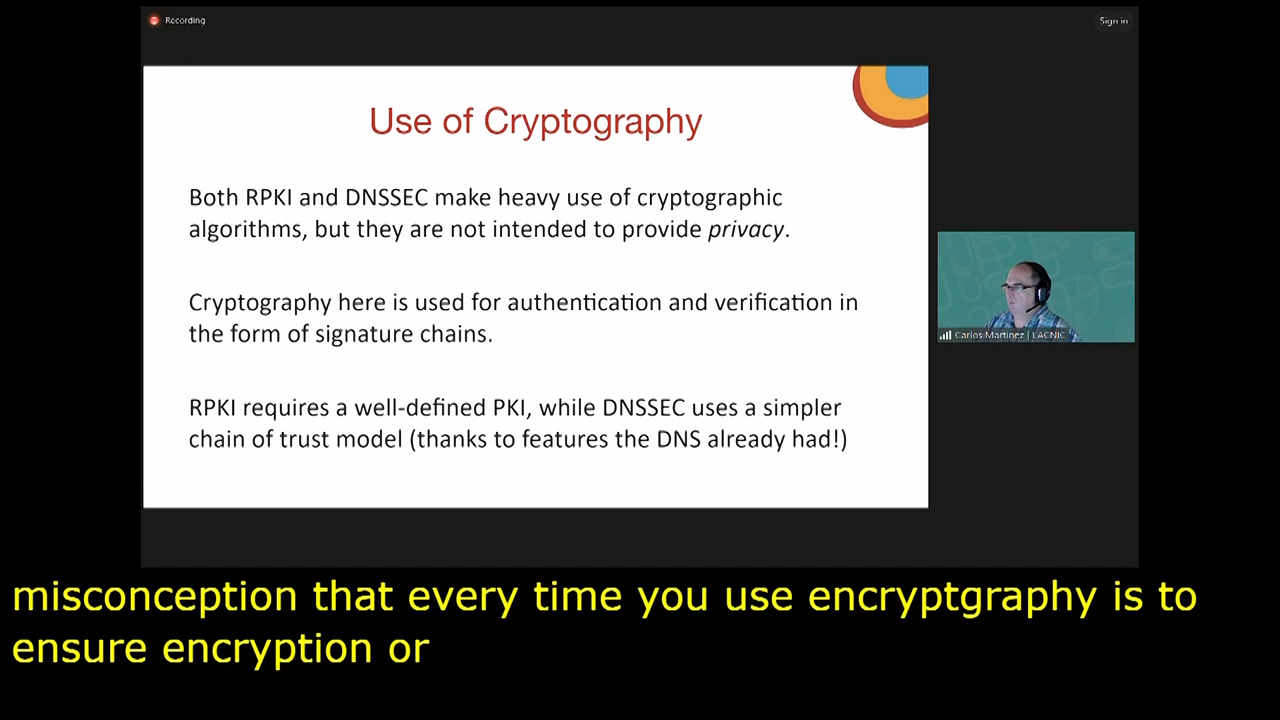 Recording
Sign in
Use of Cryptography
Both RPKI and DNSSEC make heavy use of cryptographic
algorithms, but they are not intended to provide privacy.
Cryptography here is used for authentication and verification in
the form of signature chains.
RPKI requires a well-defined PKI, while DNSSEC uses a simpler
chain of trust model (thanks to features the DNS already had!)
Carlos Martinez | LACNIC
misconception that every time you use encryptgraphy is to
ensure encryption or